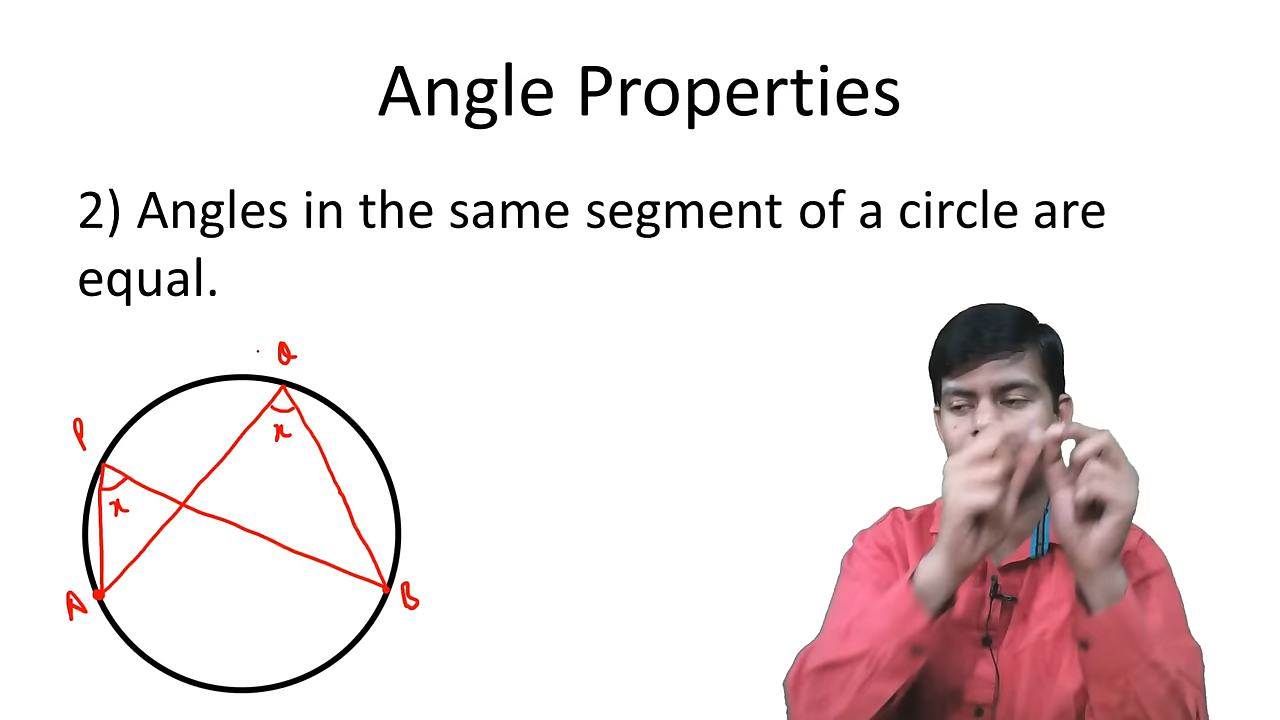 Angle Properties
2) Angles in the same segment of a circle are
equal.
Q
P
x
x
A
B